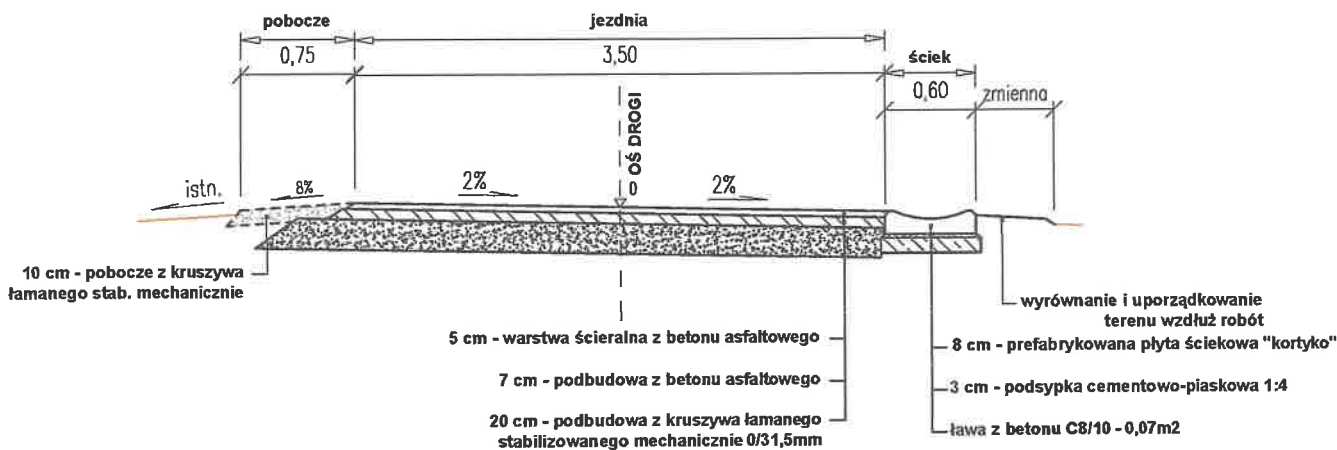 pobocze
jezdnia
0,75
3,50
ściek
0,60
zmienna
0 OŚ DROGI
istn.
8%
2%
2%
10 cm - pobocze z kruszywa
łamanego stab. mechanicznie
5 cm - warstwa ścieralna z betonu asfaltowego
7 cm - podbudowa z betonu asfaltowego
20 cm - podbudowa z kruszywa łamanego
stabilizowanego mechanicznie 0/31,5mm
wyrównanie i uporządkowanie
terenu wzdłuż robót
8 cm - prefabrykowana płyta ściekowa "kortyko"
3 cm - podsypka cementowo-piaskowa 1:4
ława z betonu C8/10 - 0,07m2